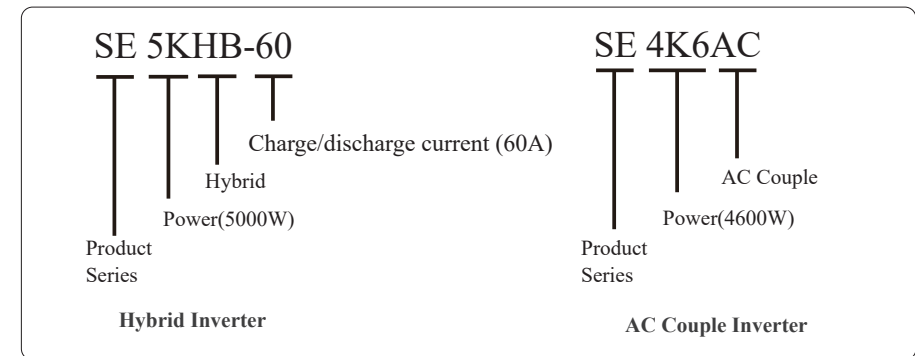 SE 5KHB-60
Charge/discharge current (60A)
Hybrid
Power(5000W)
Product
Series
Hybrid Inverter
SE 4K6AC
AC Couple
Power(4600W)
Product
Series
AC Couple Inverter